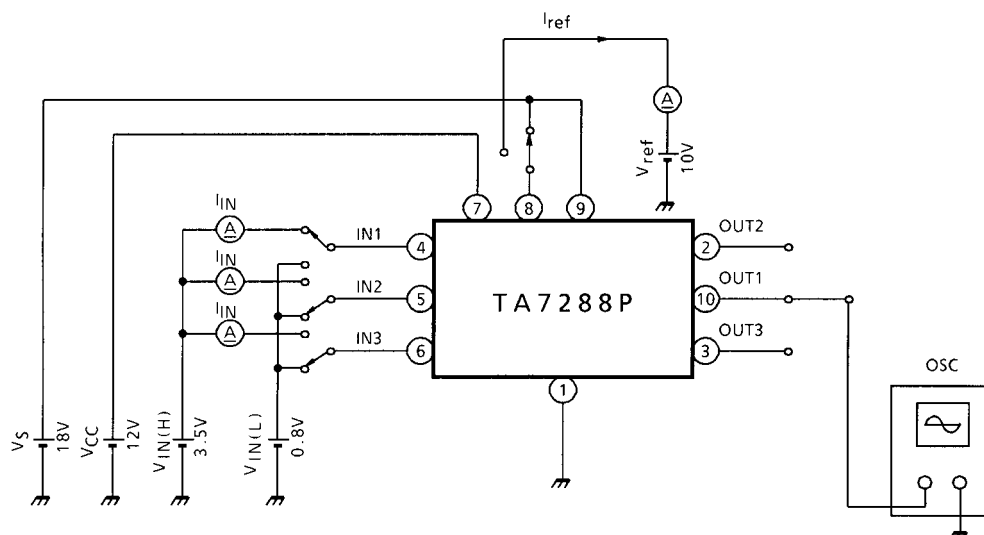 Iref
A
Vref
10V
7
8
9
IIN
A
IN1
4
IIN
A
IN2
5
IIN
A
IN3
6
TA7288P
2
OUT2
10
OUT1
3
OUT3
1
OSC
VS
18V
VCC
12V
VIN(H)
3.5V
VIN(L)
0.8V